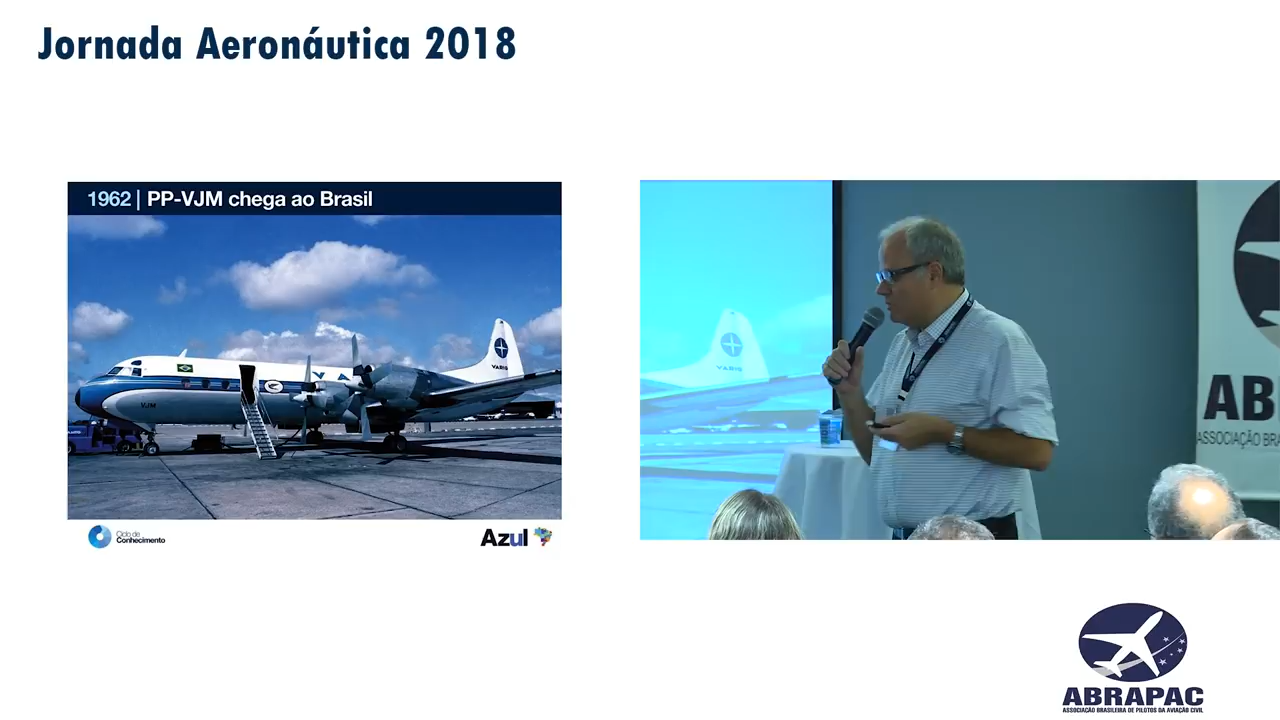 Jornada Aeronáutica 2018
1962 | PP-VJM chega ao Brasil
VARIG
VJM
V A
Ciclo de
Conhecimento
Azul
VARIG
AB
ASSOCIAÇÃO BRA
ABRAPAC
ASSOCIAÇÃO BRASILEIRA DE PILOTOS DA AVIAÇÃO CIVIL